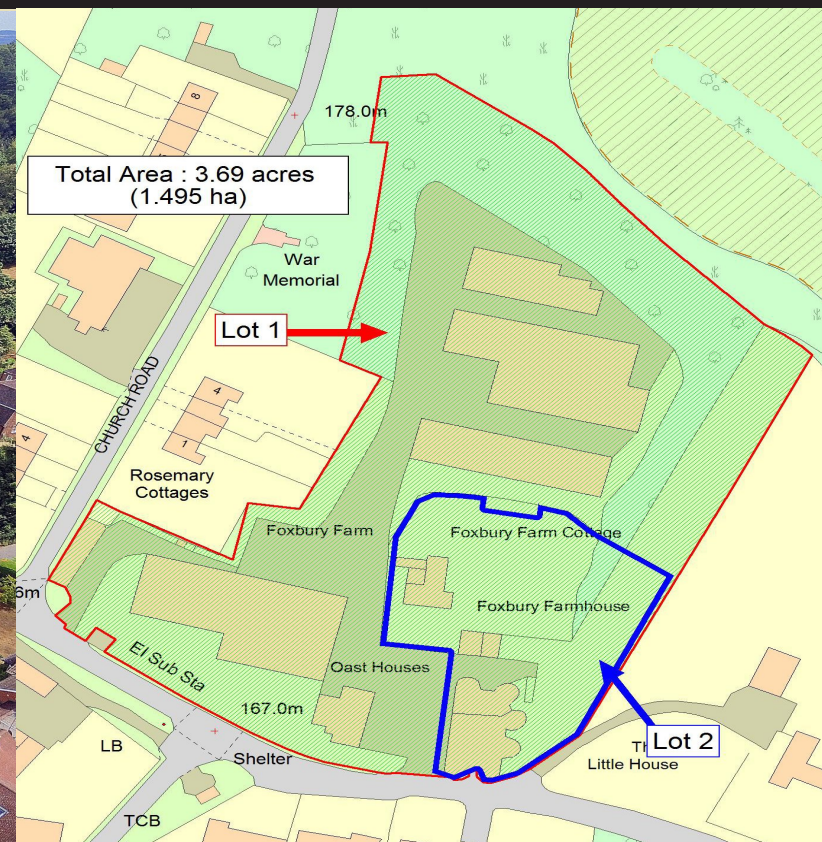 8
178.0m
Total Area : 3.69 acres
(1.495 ha)
War
Memorial
Lot 1
CHURCH ROAD
4
4
1
Rosemary
Cottages
Foxbury Farm
Foxbury Farm Cottage
Foxbury Farmhouse
6m
El Sub Sta
Oast Houses
167.0m
LB
Shelter
Lot 2
Little House
TCB